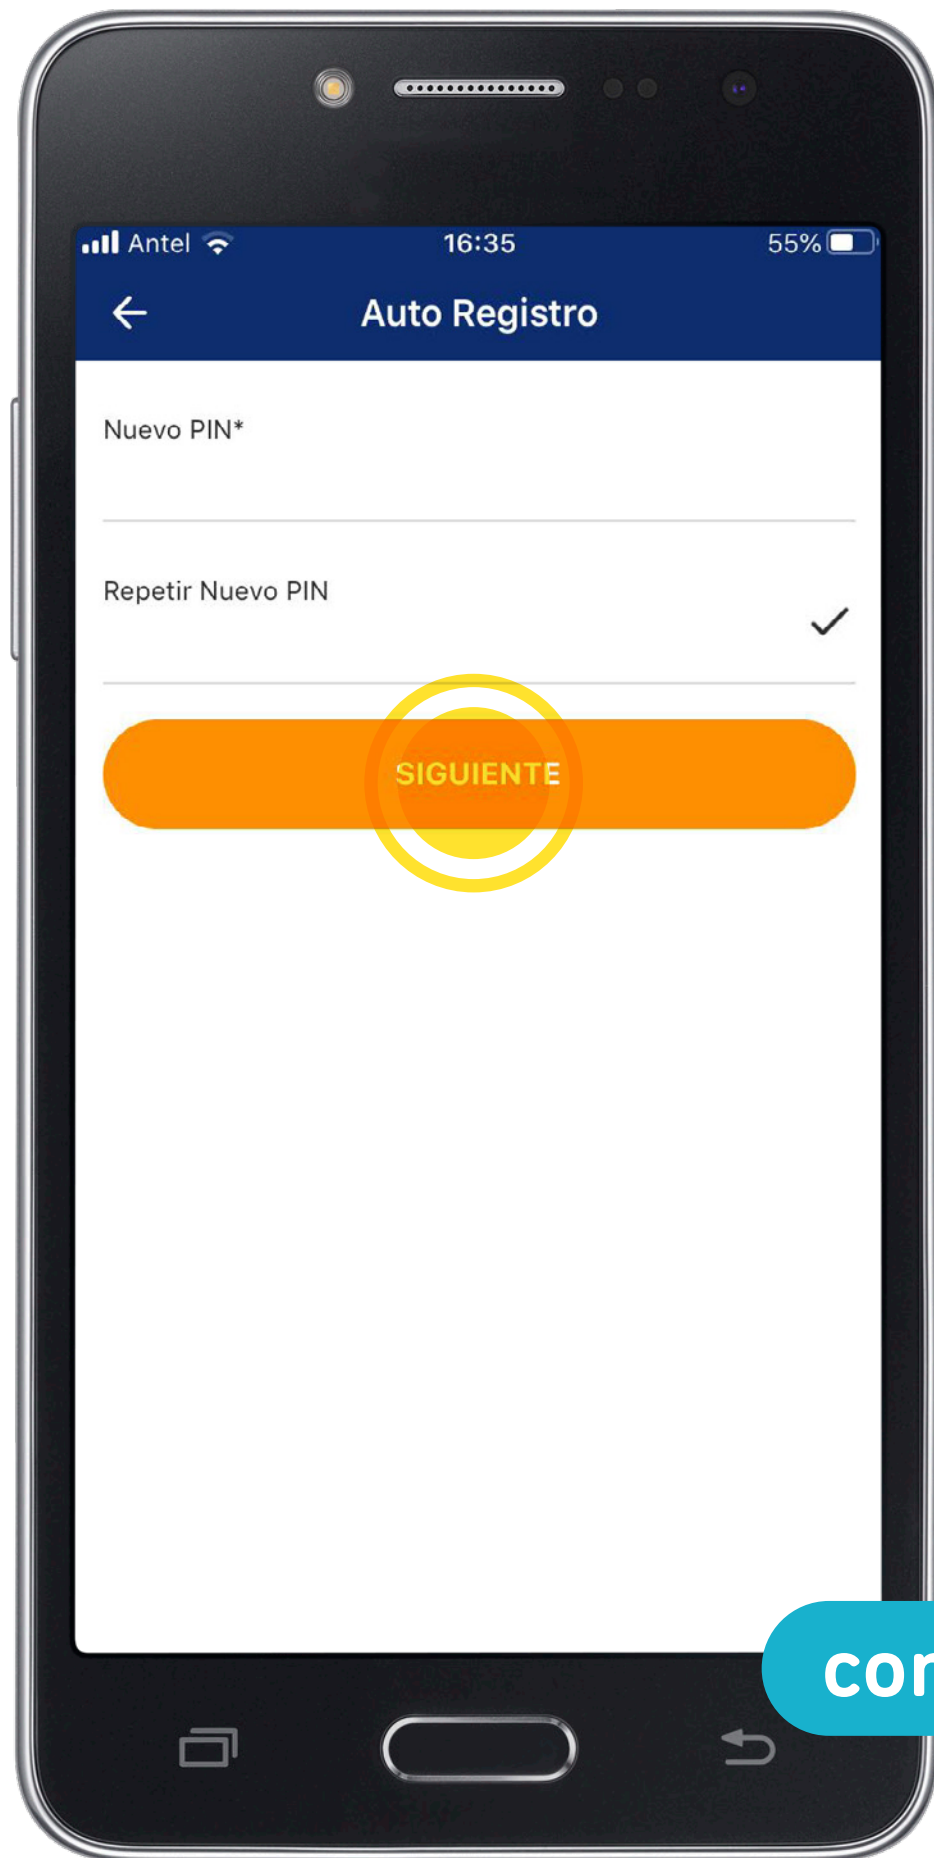 Antel 16:35 55%
Auto Registro
Nuevo PIN*
Repetir Nuevo PIN
SIGUIENTE